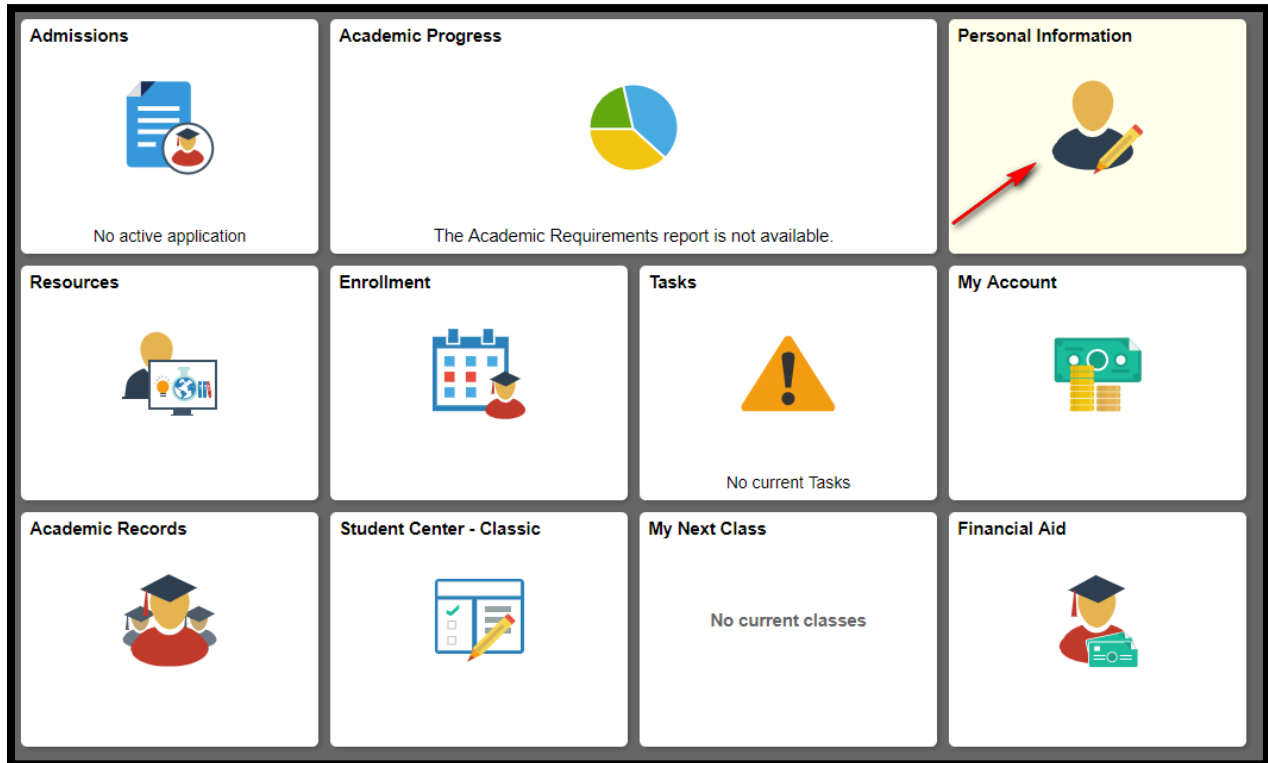 Admissions
No active application
Academic Progress
The Academic Requirements report is not available.
Personal Information
Resources
Enrollment
Tasks
No current Tasks
My Account
Academic Records
Student Center - Classic
My Next Class
No current classes
Financial Aid